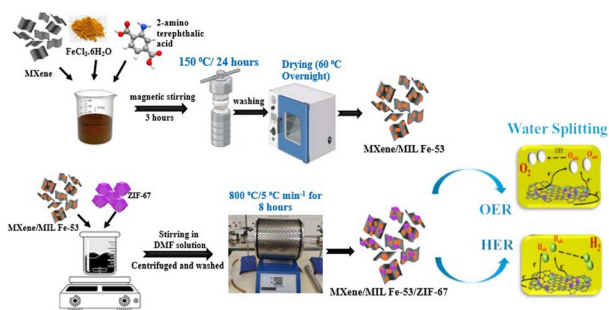 2-amino
terephthalic
acid
FeCl3.6H2O
MXene
150 ºC/ 24 hours
Drying (60 ºC
Overnight)
magnetic stirring
3 hours
washing
MXene/MIL Fe-53
Water Splitting
ZIF-67
MXene/MIL Fe-53
800 ºC/5 ºC min⁻¹ for
8 hours
Stirring in
DMF solution
Centrifuged and washed
MXene/MIL Fe-53/ZIF-67
OER
HER
O2
OH
H2